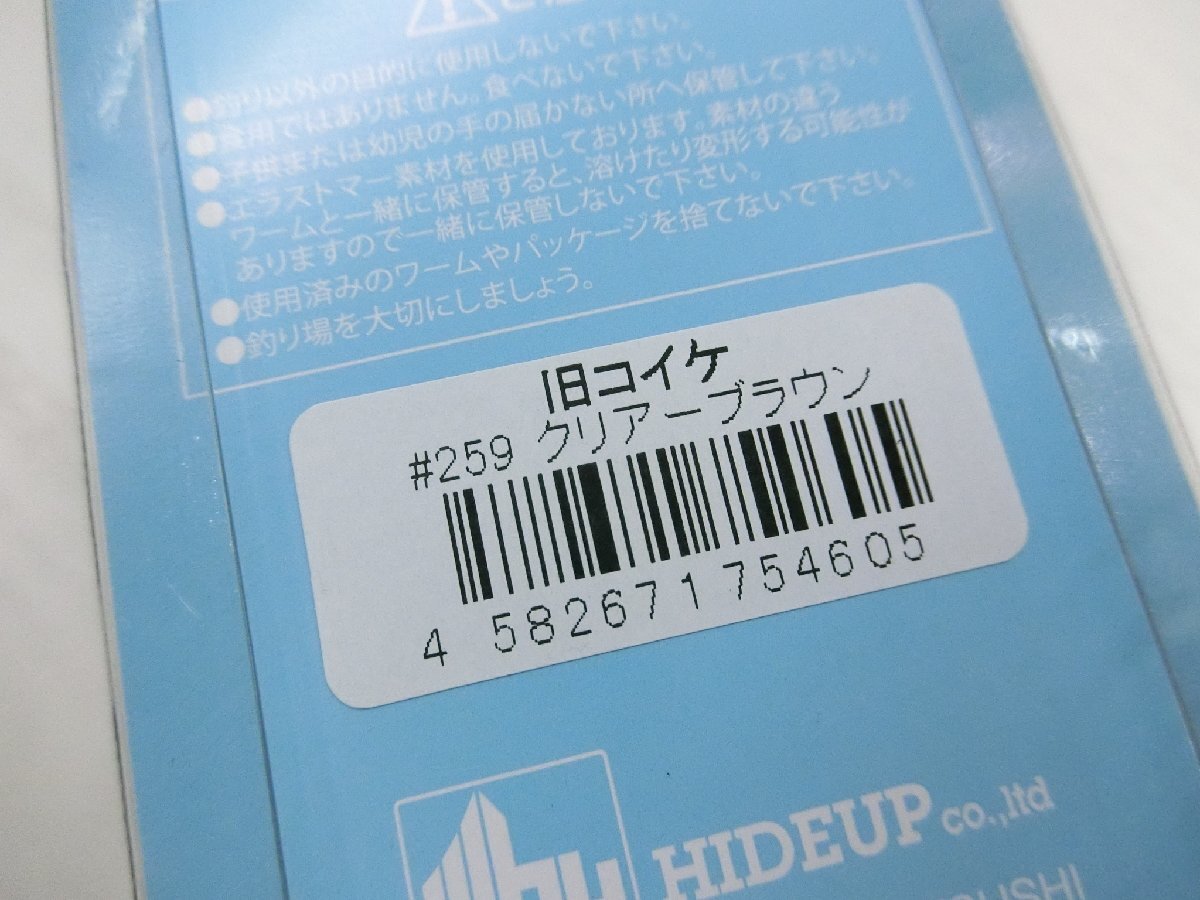 ●釣り以外の目的に使用しないで下さい。
●食用ではありません。食べないで下さい。
●子供または幼児の手の届かない所へ保管して下さい。
●エラストマー素材を使用しております。素材の違う
ワームと一緒に保管すると、溶けたり変形する可能性が
ありますので一緒に保管しないで下さい。
●使用済みのワームやパッケージを捨てないで下さい。
●釣り場を大切にしましょう。
旧コイケ
#259 クリアーブラウン
4 582671 754605
hu HIDEUP co.,ltd